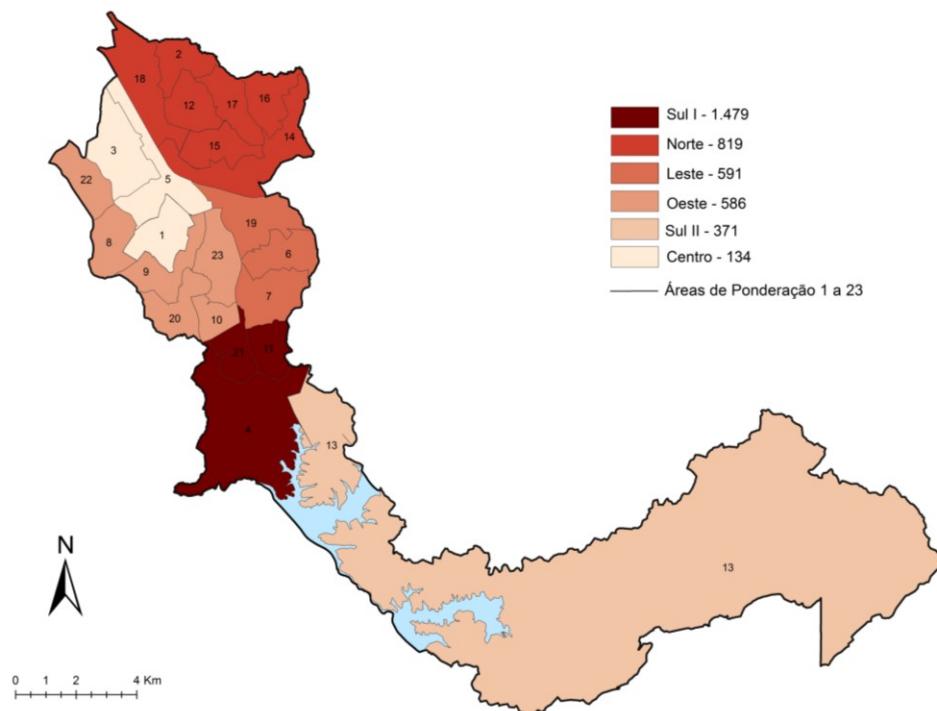 2
18
16
17
12
14
15
3
5
22
19
1
8
23
6
9
7
20
10
21
11
4
13
13
Sul I - 1.479
Norte - 819
Leste - 591
Oeste - 586
Sul II - 371
Centro - 134
Áreas de Ponderação 1 a 23
N
0 1 2 4 Km